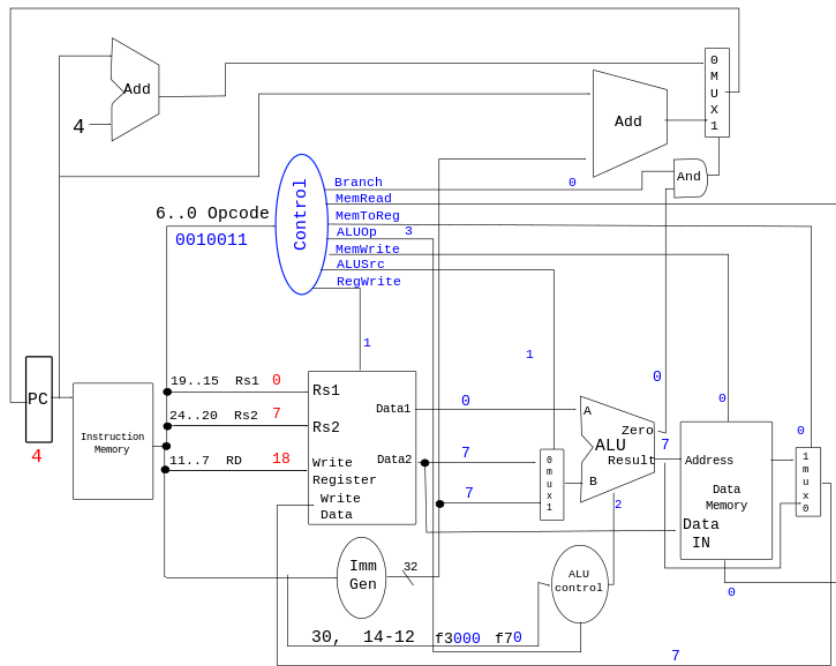 Add
4
0
M
U
X
1
Add
And
Control
Branch 0
MemRead
MemToReg
ALUOp 3
MemWrite
ALUSrc
RegWrite
6..0 Opcode
0010011
1
1
0
0
PC
4
Instruction
Memory
19..15 Rs1 0
24..20 Rs2 7
11..7 RD 18
Rs1
Rs2
Write
Register
Write
Data
Data1
Data2
0
7
7
0
m
u
x
1
A
B
ALU
Zero
Result
7
2
Address
Data
Memory
Data
IN
0
1
m
u
x
0
0
Imm
Gen
32
ALU
control
30, 14-12 f3000 f70
7